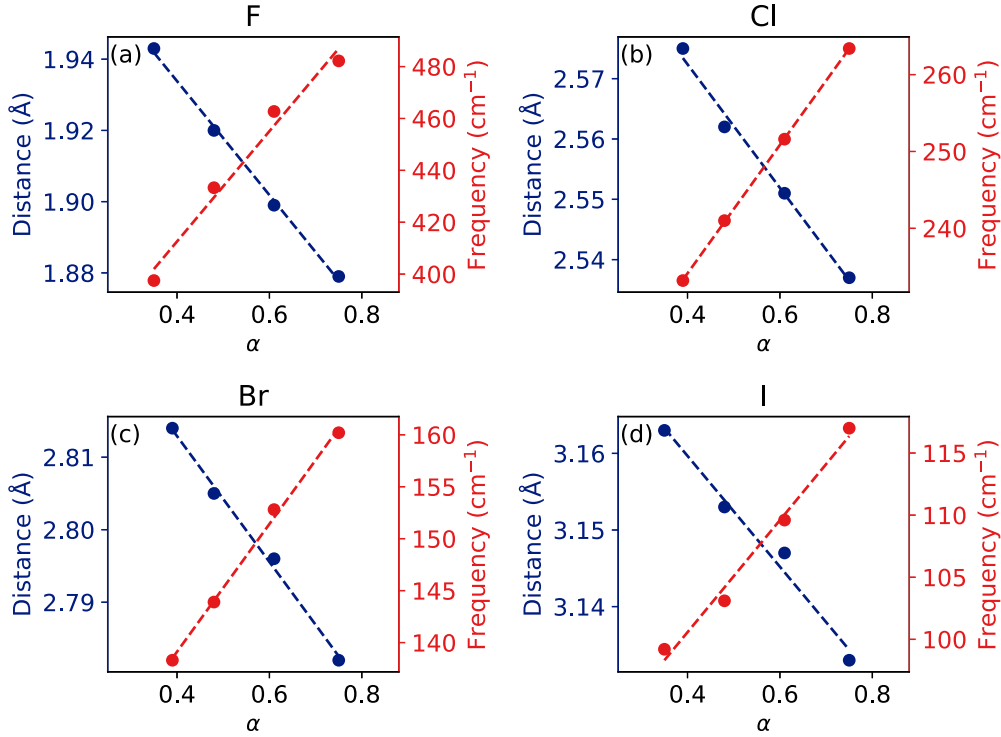 F
(a)
1.94
1.92
1.90
1.88
Distance (Å)
480
460
440
420
400
Frequency (cm⁻¹)
0.4 0.6 0.8
α
Cl
(b)
2.57
2.56
2.55
2.54
Distance (Å)
260
250
240
Frequency (cm⁻¹)
0.4 0.6 0.8
α
Br
(c)
2.81
2.80
2.79
Distance (Å)
160
155
150
145
140
Frequency (cm⁻¹)
0.4 0.6 0.8
α
I
(d)
3.16
3.15
3.14
Distance (Å)
115
110
105
100
Frequency (cm⁻¹)
0.4 0.6 0.8
α